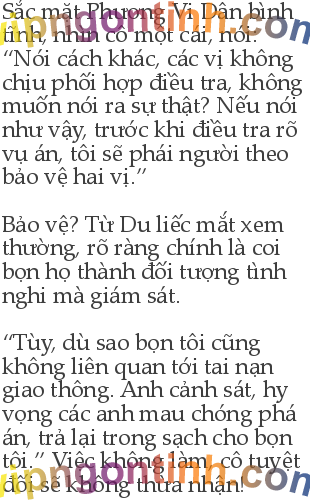 Sắc mặt Phương Vi Dân bình
tĩnh, nhìn cô một cái, nói:
“Nói cách khác, các vị không
chịu phối hợp điều tra, không
muốn nói ra sự thật? Nếu nói
như vậy, trước khi điều tra rõ
vụ án, tôi sẽ phái người theo
bảo vệ hai vị.”
Bảo vệ? Từ Du liếc mắt xem
thường, rõ ràng chính là coi
bọn họ thành đối tượng tình
nghi mà giám sát.
“Tùy, dù sao bọn tôi cũng
không liên quan tới tai nạn
giao thông. Anh cảnh sát, hy
vọng các anh mau chóng phá
án, trả lại trong sạch cho bọn
tôi.” Việc không làm, cô tuyệt
đối sẽ không thừa nhận!